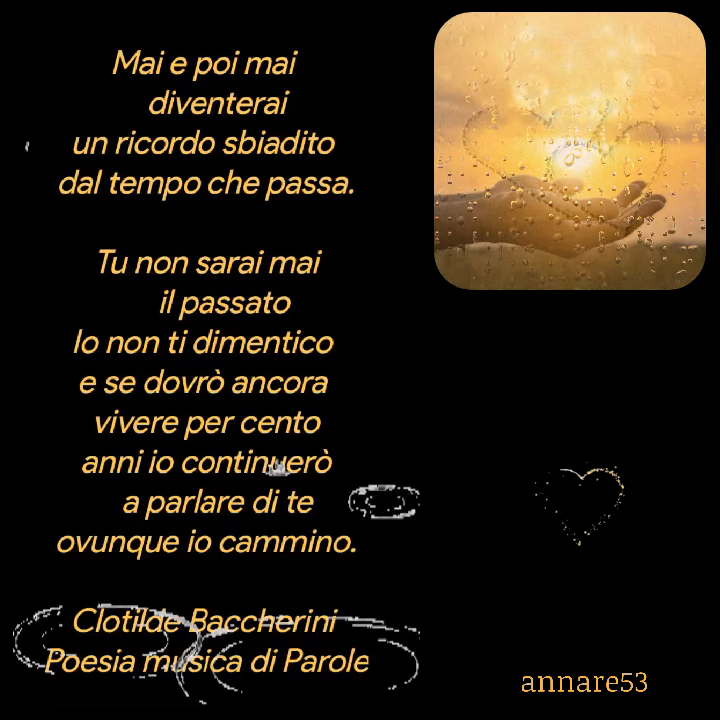 Mai e poi mai
diventerai
un ricordo sbiadito
dal tempo che passa.
Tu non sarai mai
il passato
Io non ti dimentico
e se dovrò ancora
vivere per cento
anni io continuerò
a parlare di te
ovunque io cammino.
Clotilde Baccherini
Poesia musica di Parole
annare53